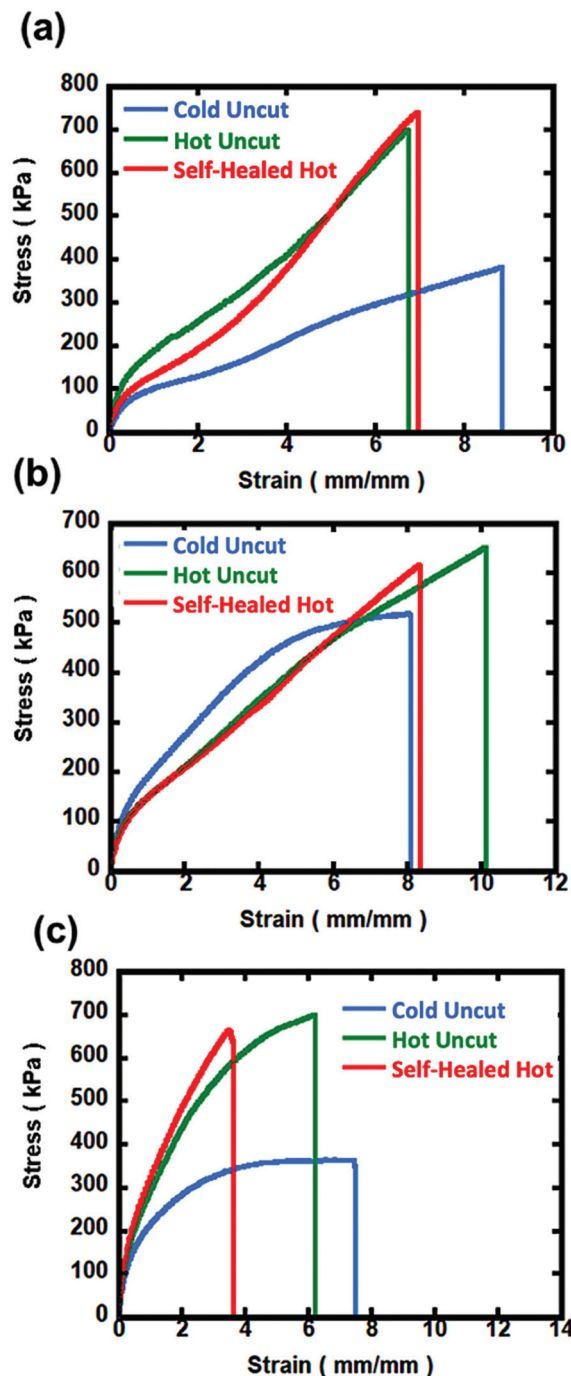 (a)
800
700
600
500
400
300
200
100
0
Stress ( kPa)
Cold Uncut
Hot Uncut
Self-Healed Hot
0 2 4 6 8 10
Strain ( mm/mm)
(b)
700
600
500
400
300
200
100
0
Stress ( kPa)
Cold Uncut
Hot Uncut
Self-Healed Hot
0 2 4 6 8 10 12
Strain ( mm/mm)
(c)
800
700
600
500
400
300
200
100
0
Stress ( kPa)
Cold Uncut
Hot Uncut
Self-Healed Hot
0 2 4 6 8 10 12 14
Strain ( mm/mm)